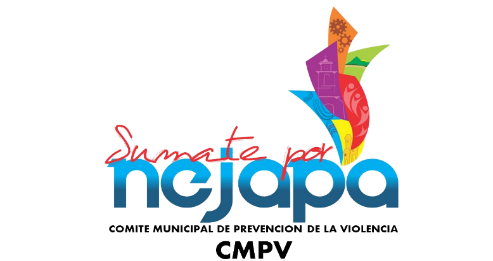 Sumate por
nejapa
COMITE MUNICIPAL DE PREVENCION DE LA VIOLENCIA
CMPV